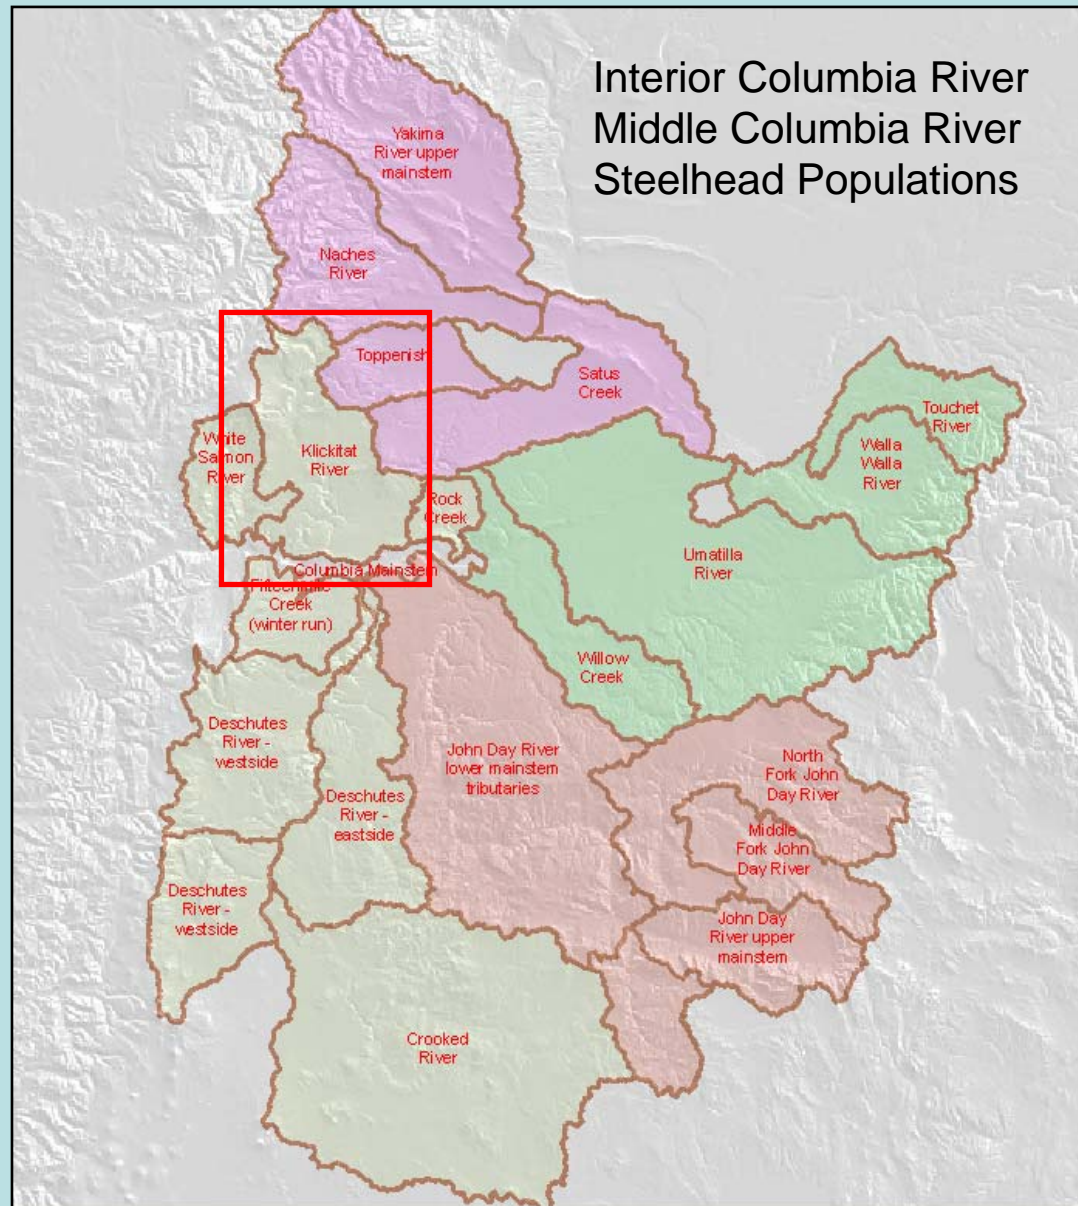 Interior Columbia River
Middle Columbia River
Steelhead Populations
Yakima
River upper
mainstem
Naches
River
Toppenish
Satus
Creek
Touchet
River
White
Salmon
River
Klickitat
River
Walla
Walla
River
Rock
Creek
Umatilla
River
Columbia Mainstem
Fifteenmile
Creek
(winter run)
Willow
Creek
Deschutes
River -
westside
John Day River
lower mainstem
tributaries
North
Fork John
Day River
Deschutes
River -
eastside
Middle
Fork John
Day River
Deschutes
River -
westside
John Day
River upper
mainstem
Crooked
River